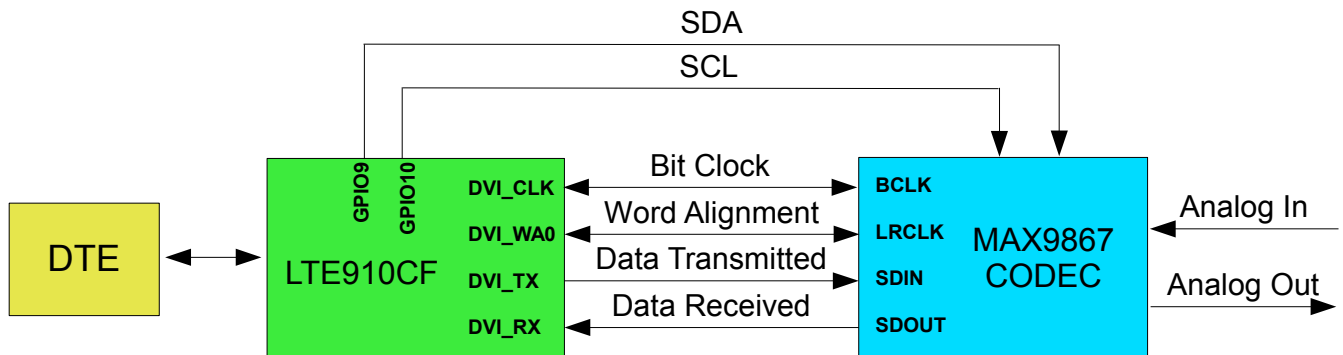 SDA
SCL
GPIO9
GPIO10
DVI_CLK
Bit Clock
BCLK
DVI_WA0
Word Alignment
LRCLK
Analog In
DTE
LTE910CF
MAX9867
CODEC
DVI_TX
Data Transmitted
SDIN
Analog Out
DVI_RX
Data Received
SDOUT